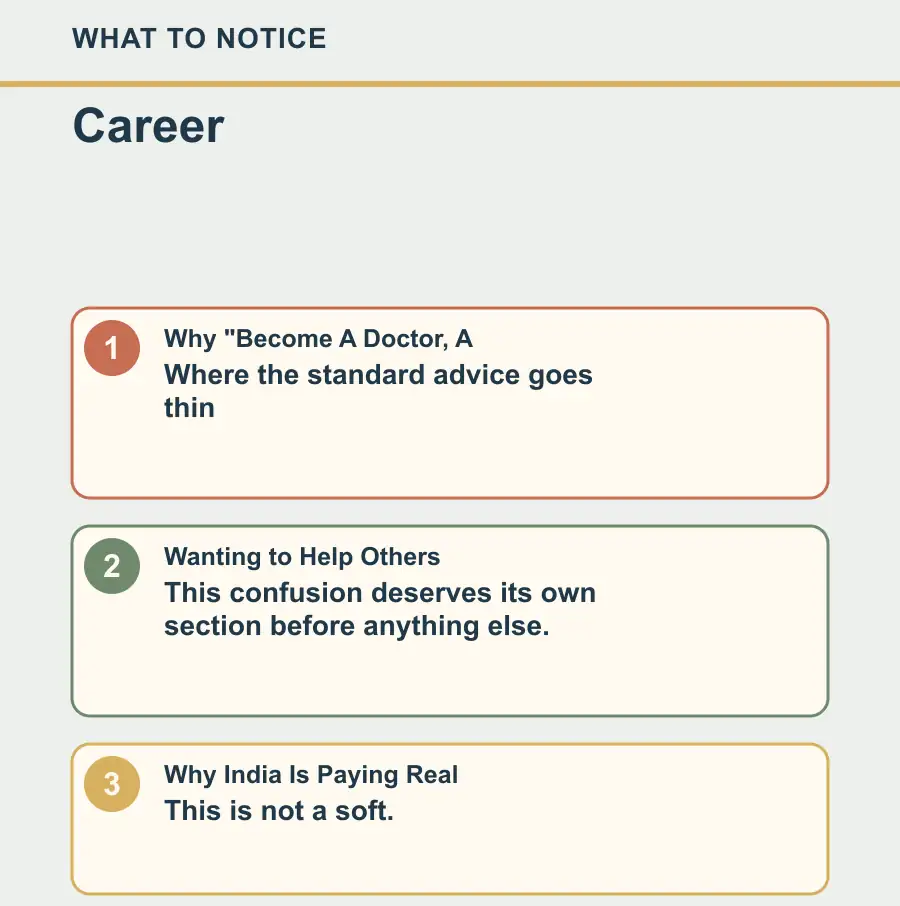 WHAT TO NOTICE
Career
1
Why "Become A Doctor, A
Where the standard advice goes
thin
2
Wanting to Help Others
This confusion deserves its own
section before anything else.
3
Why India Is Paying Real
This is not a soft.